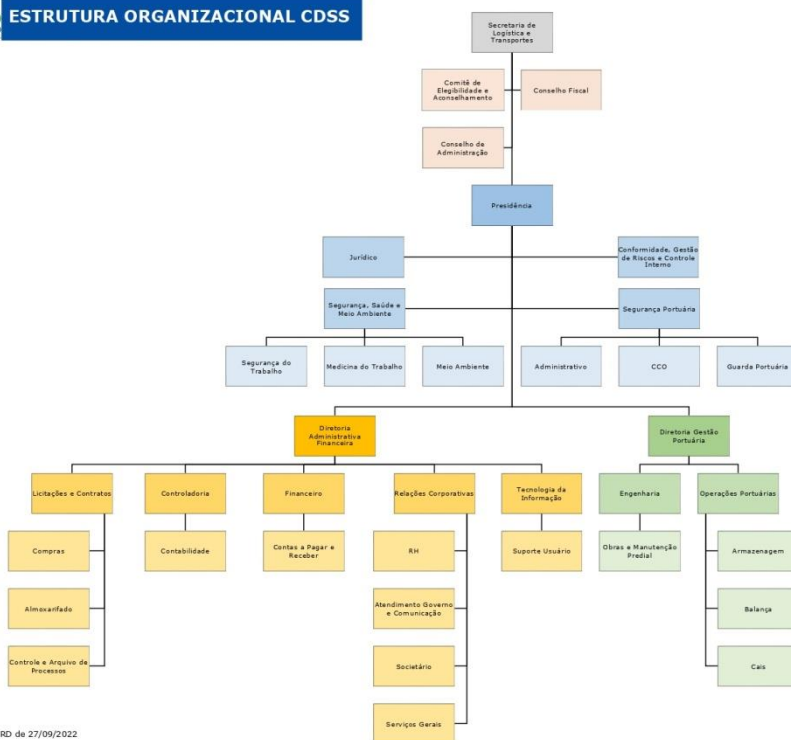 ESTRUTURA ORGANIZACIONAL CDSS
Secretaria de
Logística e
Transportes
Comitê de
Elegibilidade e
Aconselhamento
Conselho Fiscal
Conselho de
Administração
Presidência
Jurídico
Conformidade, Gestão
de Riscos e Controle
Interno
Segurança, Saúde e
Meio Ambiente
Segurança Portuária
Segurança do
Trabalho
Medicina do Trabalho
Meio Ambiente
Administrativo
CCO
Guarda Portuária
Diretoria
Administrativa
Financeira
Diretoria Gestão
Portuária
Licitações e Contratos
Controladoria
Financeiro
Relações Corporativas
Tecnologia da
Informação
Engenharia
Operações Portuárias
Compras
Contabilidade
Contas a Pagar e
Receber
RH
Suporte Usuário
Obras e Manutenção
Predial
Armazenagem
Almoxarifado
Atendimento Governo
e Comunicação
Balança
Controle e Arquivo de
Processos
Societário
Cais
Serviços Gerais
RD de 27/09/2022